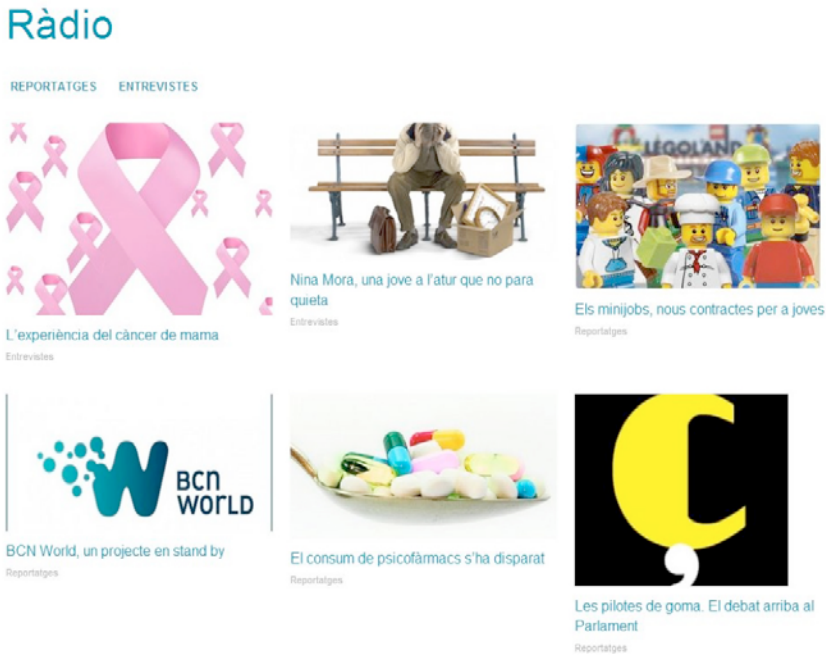 Ràdio
REPORTATGES ENTREVISTES
LEGOLAND
L'experiència del càncer de mama
Entrevistes
Nina Mora, una jove a l'atur que no para
quieta
Entrevistes
Els minijobs, nous contractes per a joves
Reportatges
BCN
WORLD
BCN World, un projecte en stand by
Reportatges
El consum de psicofàrmacs s'ha disparat
Reportatges
Ç
Les pilotes de goma. El debat arriba al
Parlament
Reportatges